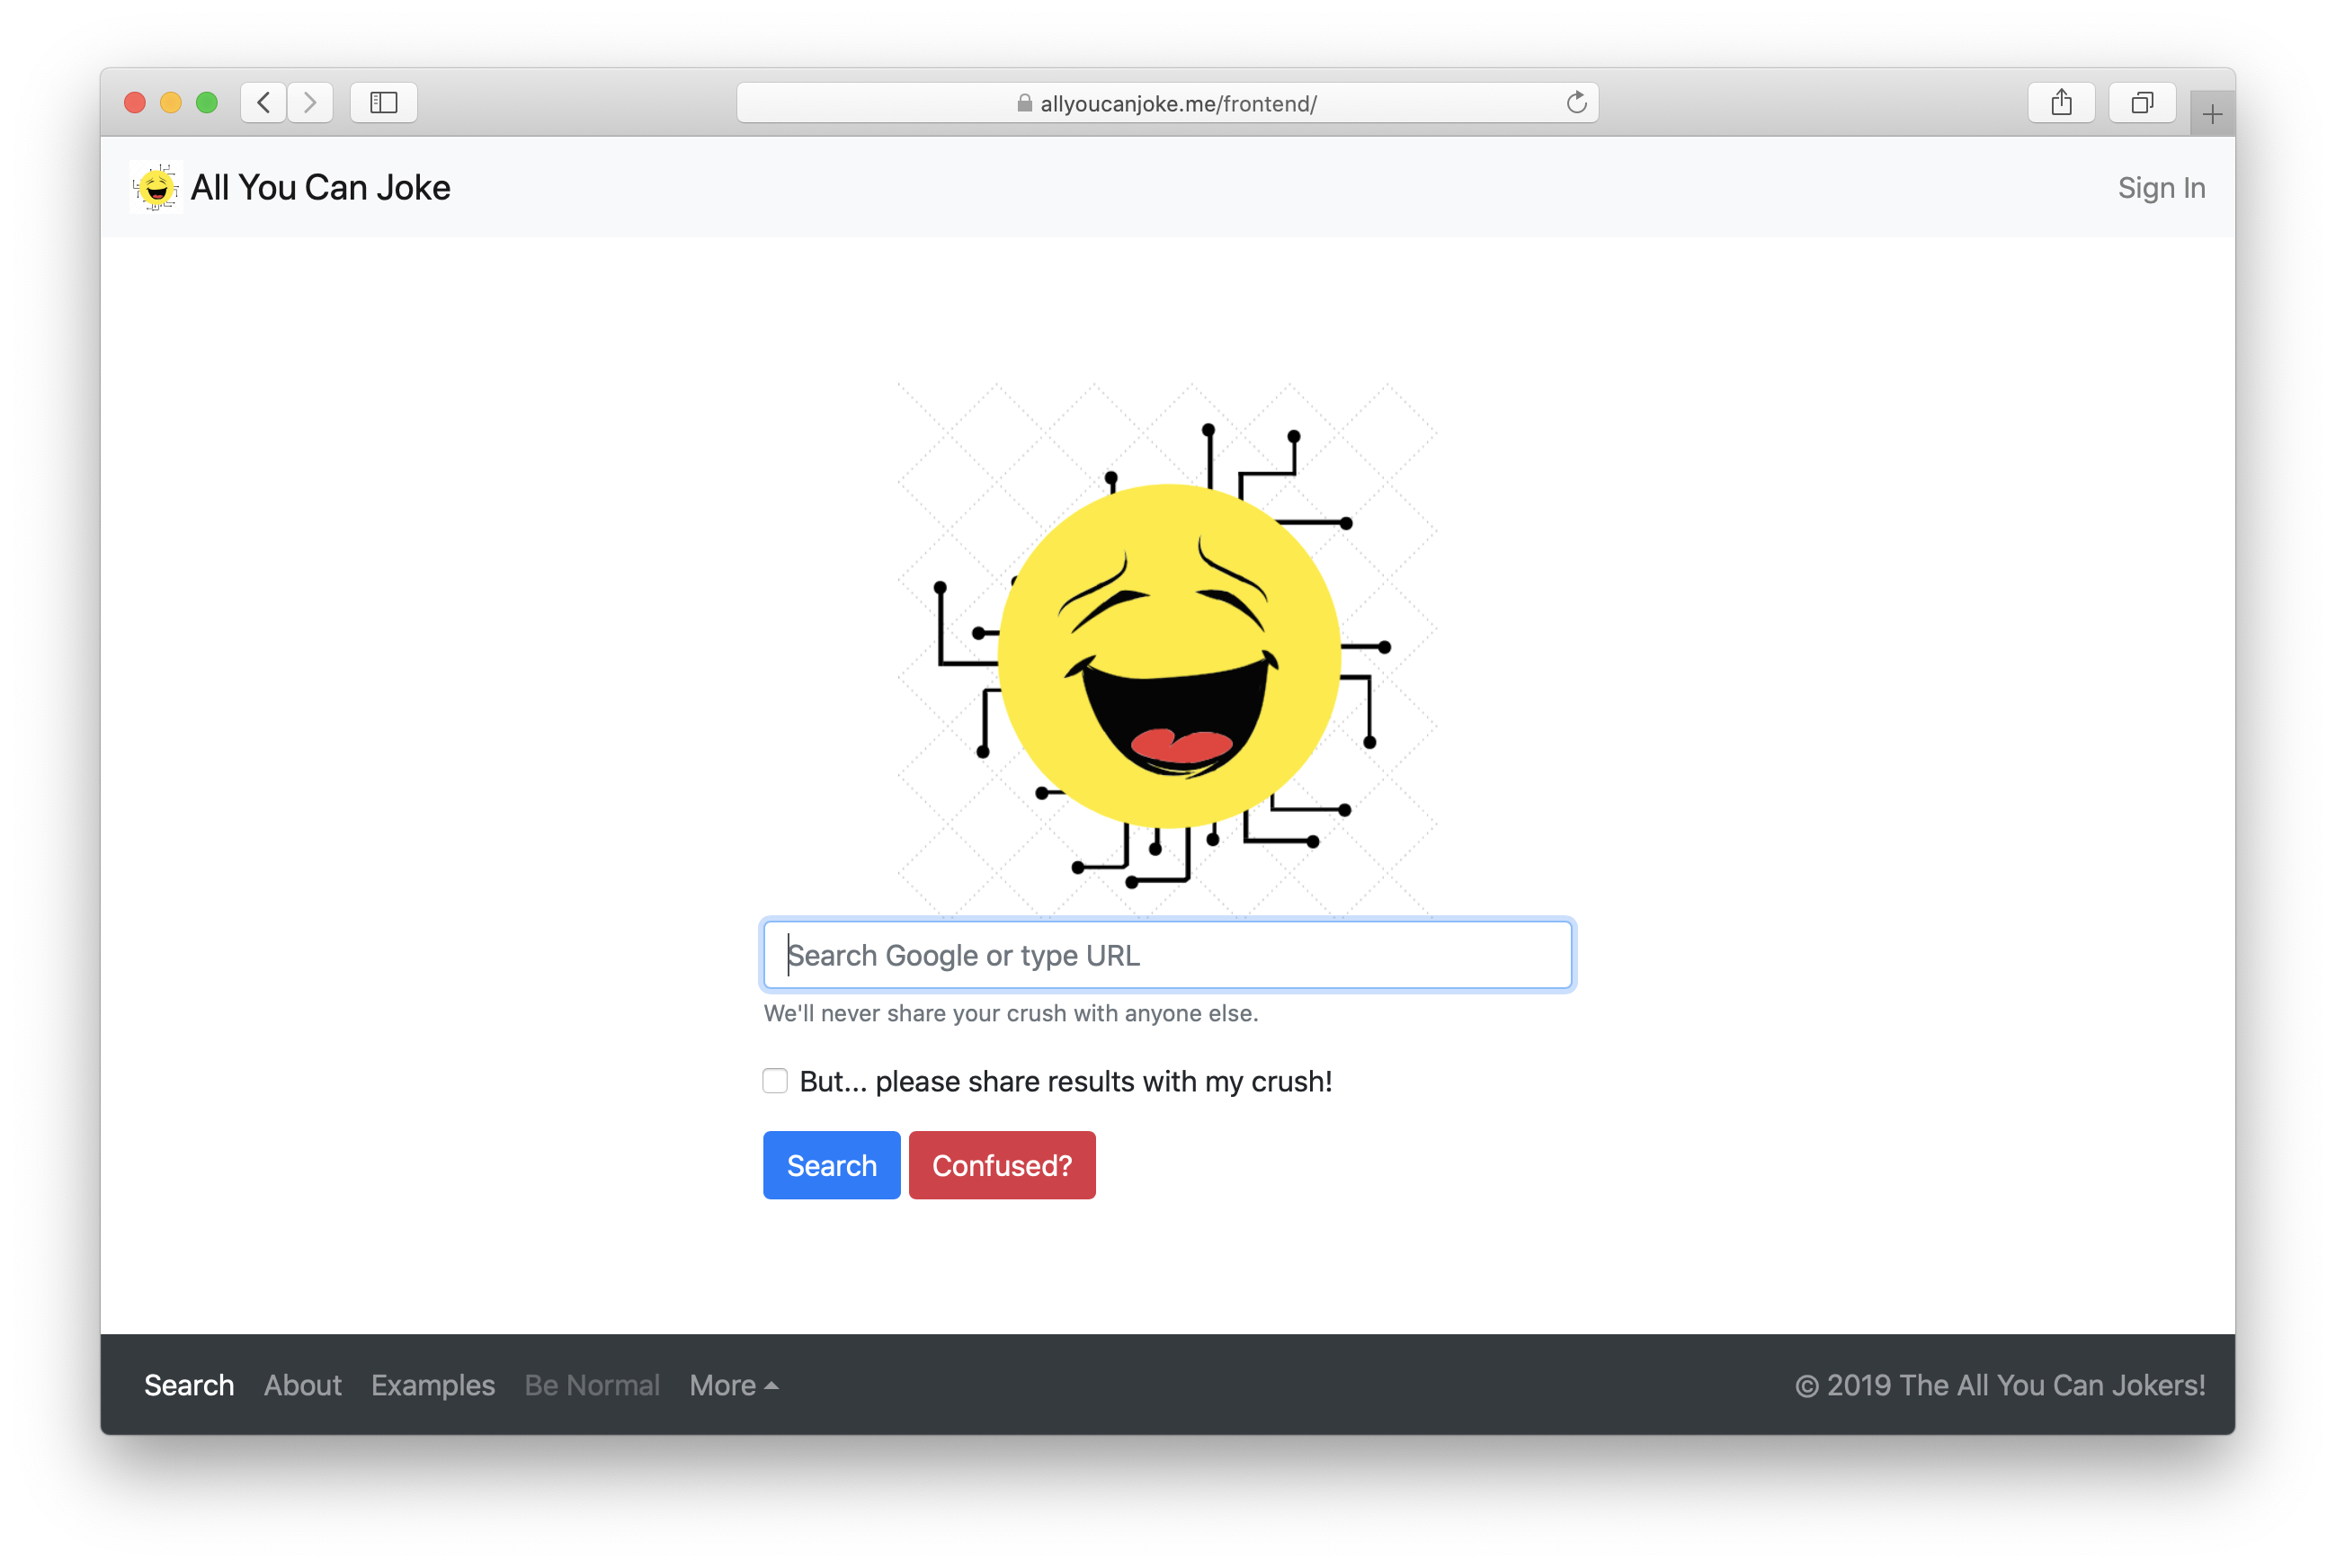 allyoucanjoke.me/frontend/
All You Can Joke
Sign In
Search Google or type URL
We'll never share your crush with anyone else.
But... please share results with my crush!
Search Confused?
Search About Examples Be Normal More © 2019 The All You Can Jokers!